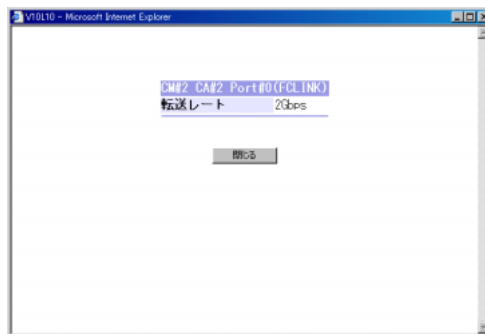 V10L10 - Microsoft Internet Explorer
CM#2 CA#2 Port#0(FCLINK)
転送レート 2Gbps
閉じる